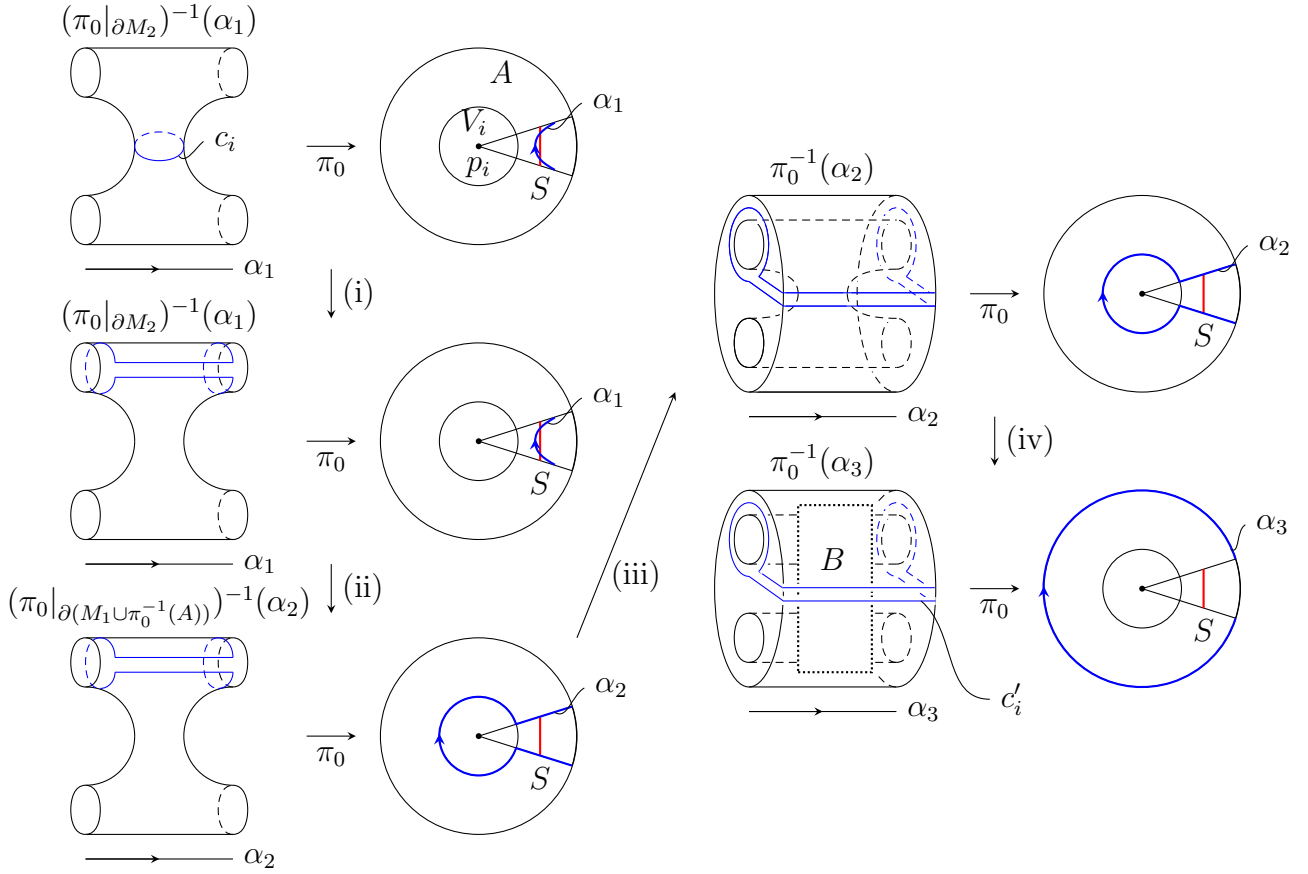 (π₀|∂M₂)⁻¹(α₁)
A
α₁
cᵢ
Vᵢ
pᵢ
π₀
S
α₁
(i)
(π₀|∂M₂)⁻¹(α₁)
α₁
π₀
S
α₁
(ii)
(π₀|∂(M₁∪π₀⁻¹(A)))⁻¹(α₂)
α₂
π₀
S
α₂
(iii)
π₀⁻¹(α₂)
α₂
π₀
S
α₂
(iv)
π₀⁻¹(α₃)
α₃
B
π₀
S
c′ᵢ
α₃